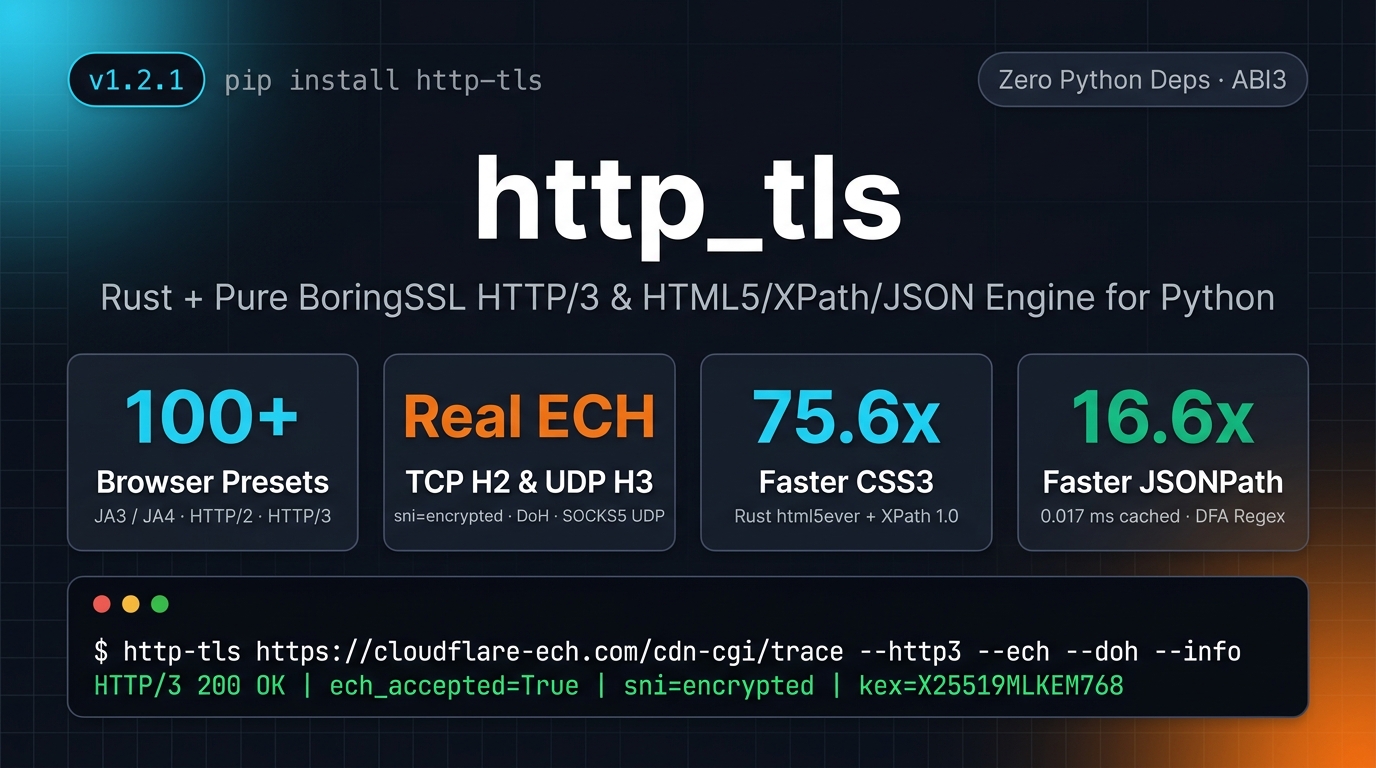 v1.2.1 pip install http-tls
Zero Python Deps · ABI3
http_tls
Rust + Pure BoringSSL HTTP/3 & HTML5/XPath/JSON Engine for Python
100+
Browser Presets
JA3 / JA4 · HTTP/2 · HTTP/3
Real ECH
TCP H2 & UDP H3
sni=encrypted · DoH · SOCKS5 UDP
75.6x
Faster CSS3
Rust html5ever + XPath 1.0
16.6x
Faster JSONPath
0.017 ms cached · DFA Regex
$ http-tls https://cloudflare-ech.com/cdn-cgi/trace --http3 --ech --doh --info
HTTP/3 200 OK | ech_accepted=True | sni=encrypted | kex=X25519MLKEM768